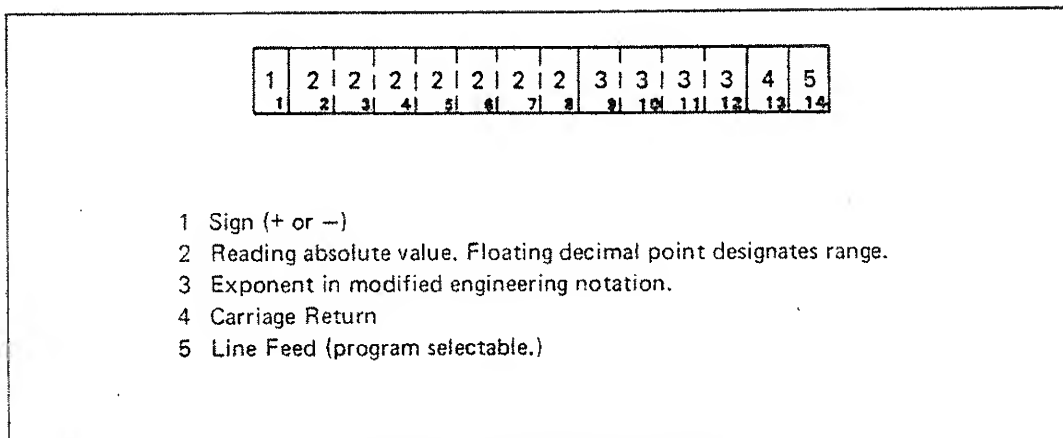 1 2 2 2 2 2 2 2 3 3 3 3 4 5
1 2 3 4 5 6 7 8 9 10 11 12 13 14
1 Sign (+ or −)
2 Reading absolute value. Floating decimal point designates range.
3 Exponent in modified engineering notation.
4 Carriage Return
5 Line Feed (program selectable.)